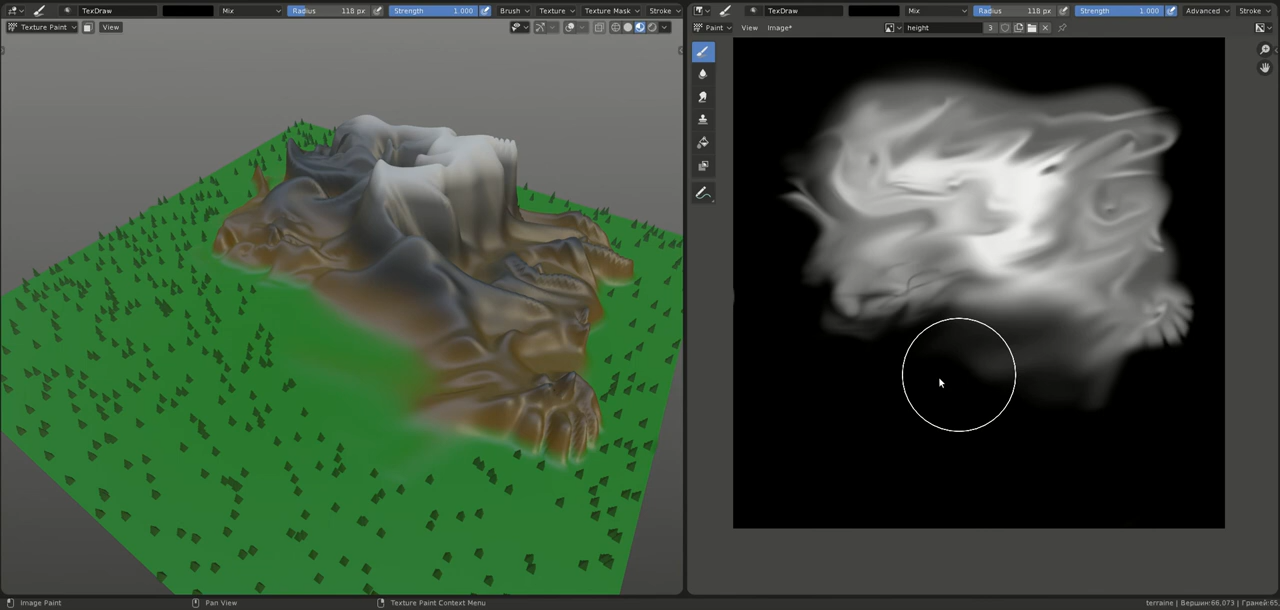 TexDraw Mix Radius 118 px Strength 1.000 Brush Texture Texture Mask Stroke
TexDraw Mix Radius 118 px Strength 1.000 Advanced Stroke
Texture Paint View
Paint View Image* height 3
Image Paint Pan View Texture Paint Context Menu
terraine | Вершин:66,073 | Граней:65